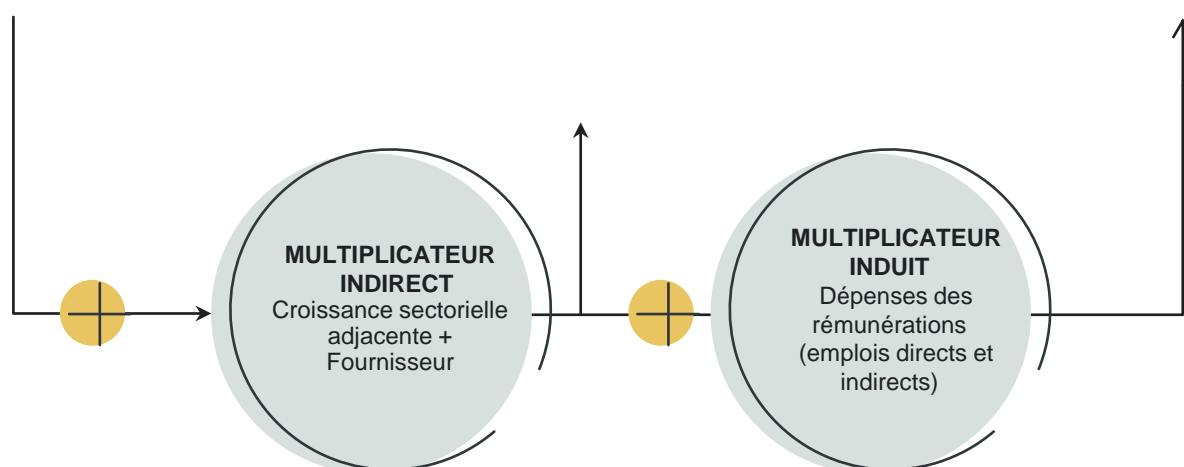 MULTIPLICATEUR
INDIRECT
Croissance sectorielle
adjacente +
Fournisseur
MULTIPLICATEUR
INDUIT
Dépenses des
rémunérations
(emplois directs et
indirects)